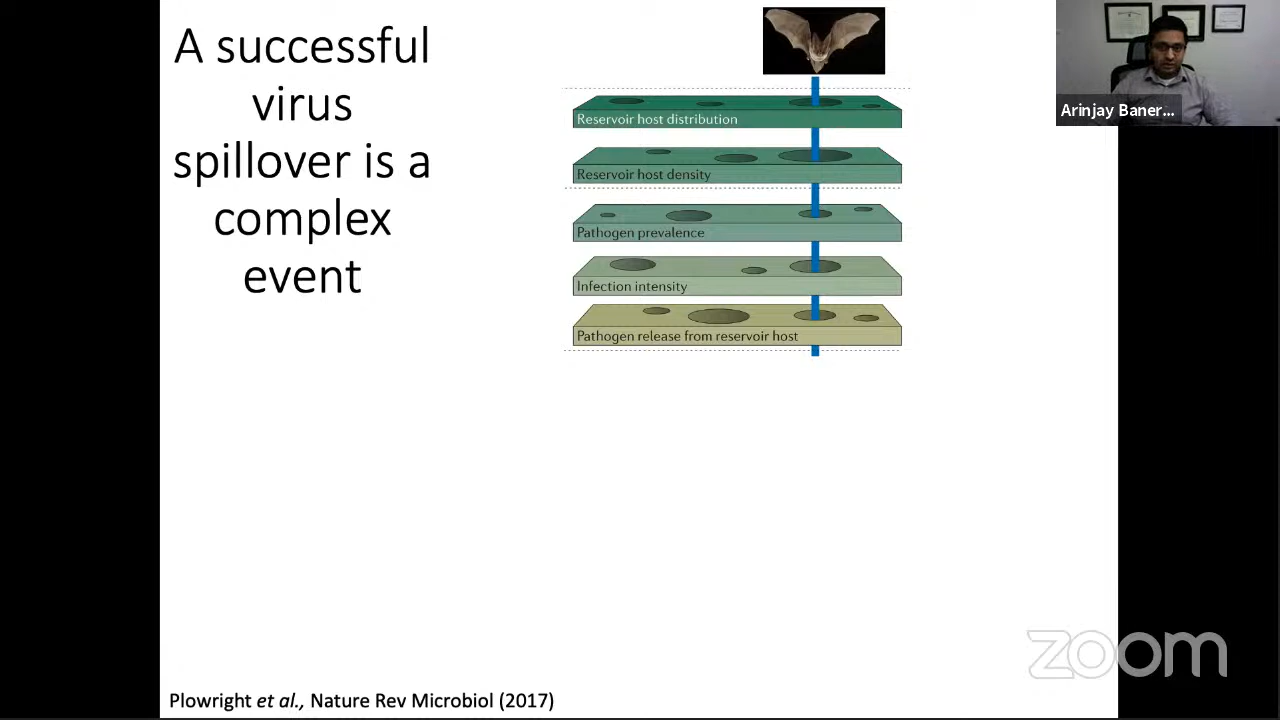 A successful
virus
spillover is a
complex
event
Reservoir host distribution
Reservoir host density
Pathogen prevalence
Infection intensity
Pathogen release from reservoir host
Arinjay Baner...
Plowright et al., Nature Rev Microbiol (2017)
zoom